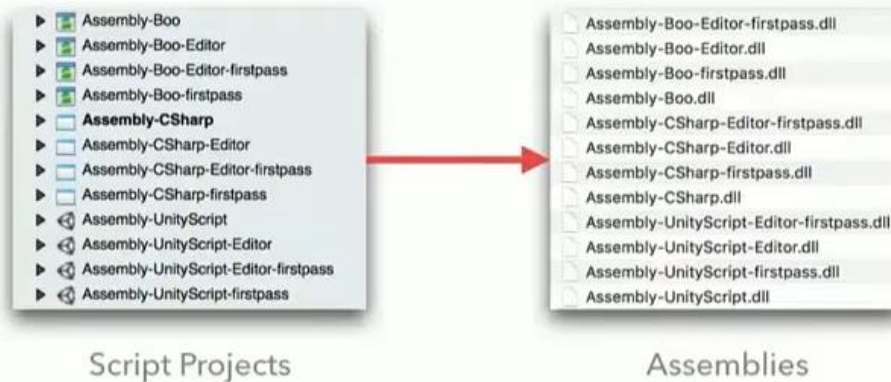 Assembly-Boo
Assembly-Boo-Editor
Assembly-Boo-Editor-firstpass
Assembly-Boo-firstpass
Assembly-CSharp
Assembly-CSharp-Editor
Assembly-CSharp-Editor-firstpass
Assembly-CSharp-firstpass
Assembly-UnityScript
Assembly-UnityScript-Editor
Assembly-UnityScript-Editor-firstpass
Assembly-UnityScript-firstpass
Script Projects
Assembly-Boo-Editor-firstpass.dll
Assembly-Boo-Editor.dll
Assembly-Boo-firstpass.dll
Assembly-Boo.dll
Assembly-CSharp-Editor-firstpass.dll
Assembly-CSharp-Editor.dll
Assembly-CSharp-firstpass.dll
Assembly-CSharp.dll
Assembly-UnityScript-Editor-firstpass.dll
Assembly-UnityScript-Editor.dll
Assembly-UnityScript-firstpass.dll
Assembly-UnityScript.dll
Assemblies